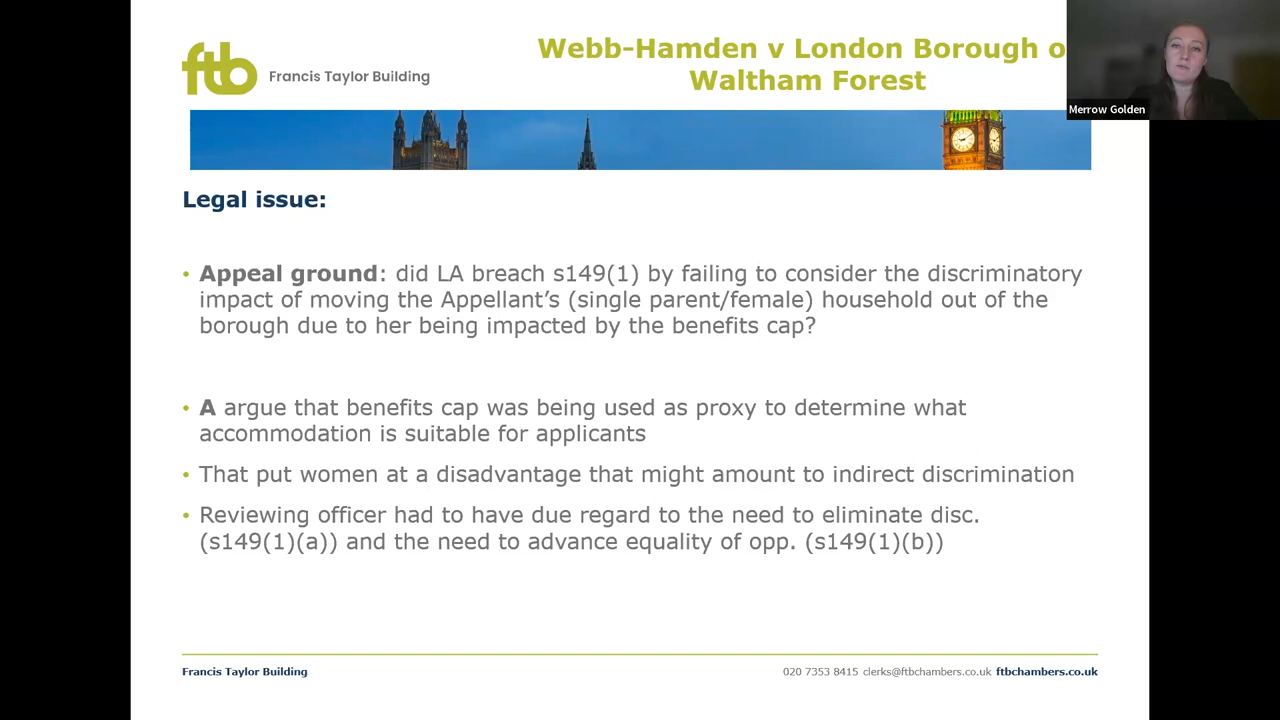 ftb Francis Taylor Building
Webb-Hamden v London Borough o
Waltham Forest
Merrow Golden
Legal issue:
• Appeal ground: did LA breach s149(1) by failing to consider the discriminatory
impact of moving the Appellant’s (single parent/female) household out of the
borough due to her being impacted by the benefits cap?
• A argue that benefits cap was being used as proxy to determine what
accommodation is suitable for applicants
• That put women at a disadvantage that might amount to indirect discrimination
• Reviewing officer had to have due regard to the need to eliminate disc.
(s149(1)(a)) and the need to advance equality of opp. (s149(1)(b))
Francis Taylor Building
020 7353 8415 clerks@ftbchambers.co.uk ftbchambers.co.uk